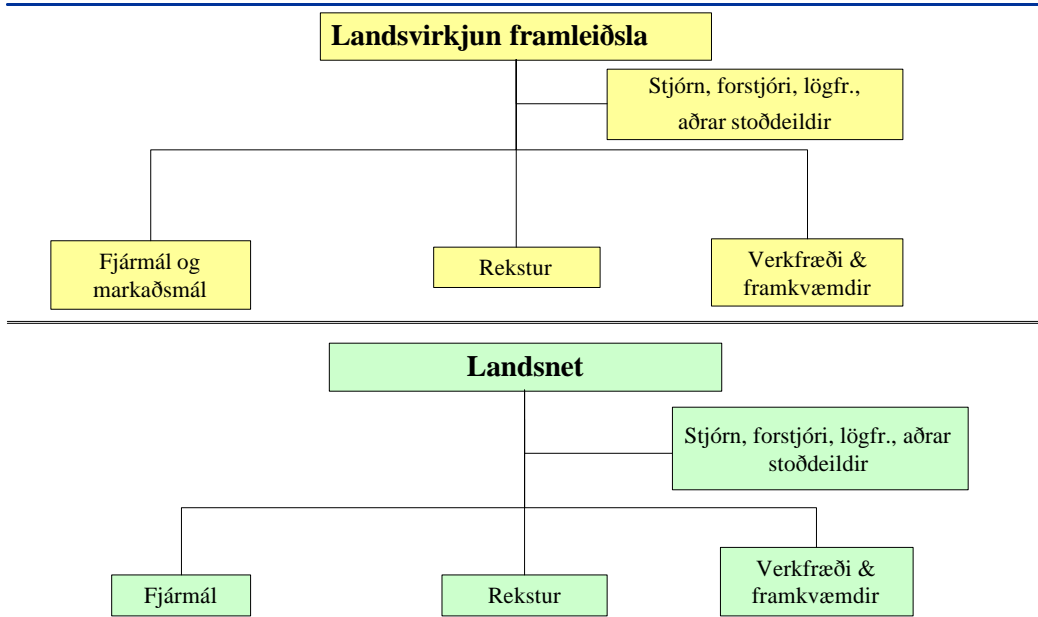 Landsvirkjun framleiðsla
Stjórn, forstjóri, lögfr.,
aðrar stoðdeildir
Fjármál og
markaðsmál
Rekstur
Verkfræði &
framkvæmdir
Landsnet
Stjórn, forstjóri, lögfr., aðrar
stoðdeildir
Fjármál
Rekstur
Verkfræði &
framkvæmdir